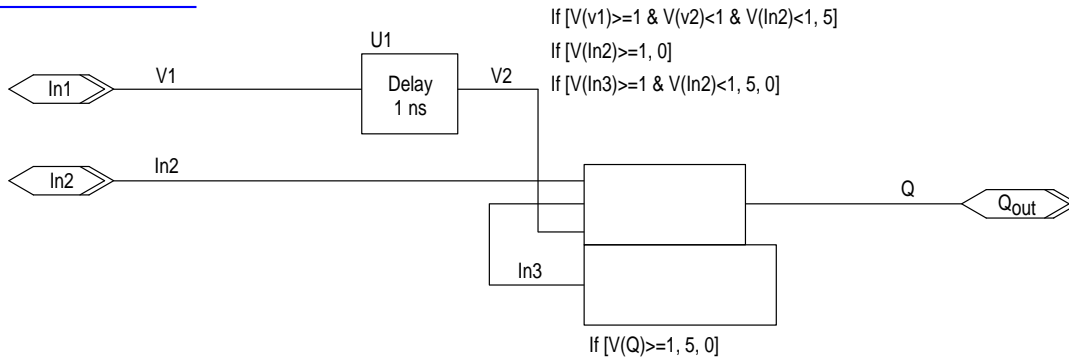 If [V(v1)>=1 & V(v2)<1 & V(In2)<1, 5]
If [V(In2)>=1, 0]
If [V(In3)>=1 & V(In2)<1, 5, 0]
U1
In1
V1
Delay
1 ns
V2
In2
In2
Q
Qout
In3
If [V(Q)>=1, 5, 0]